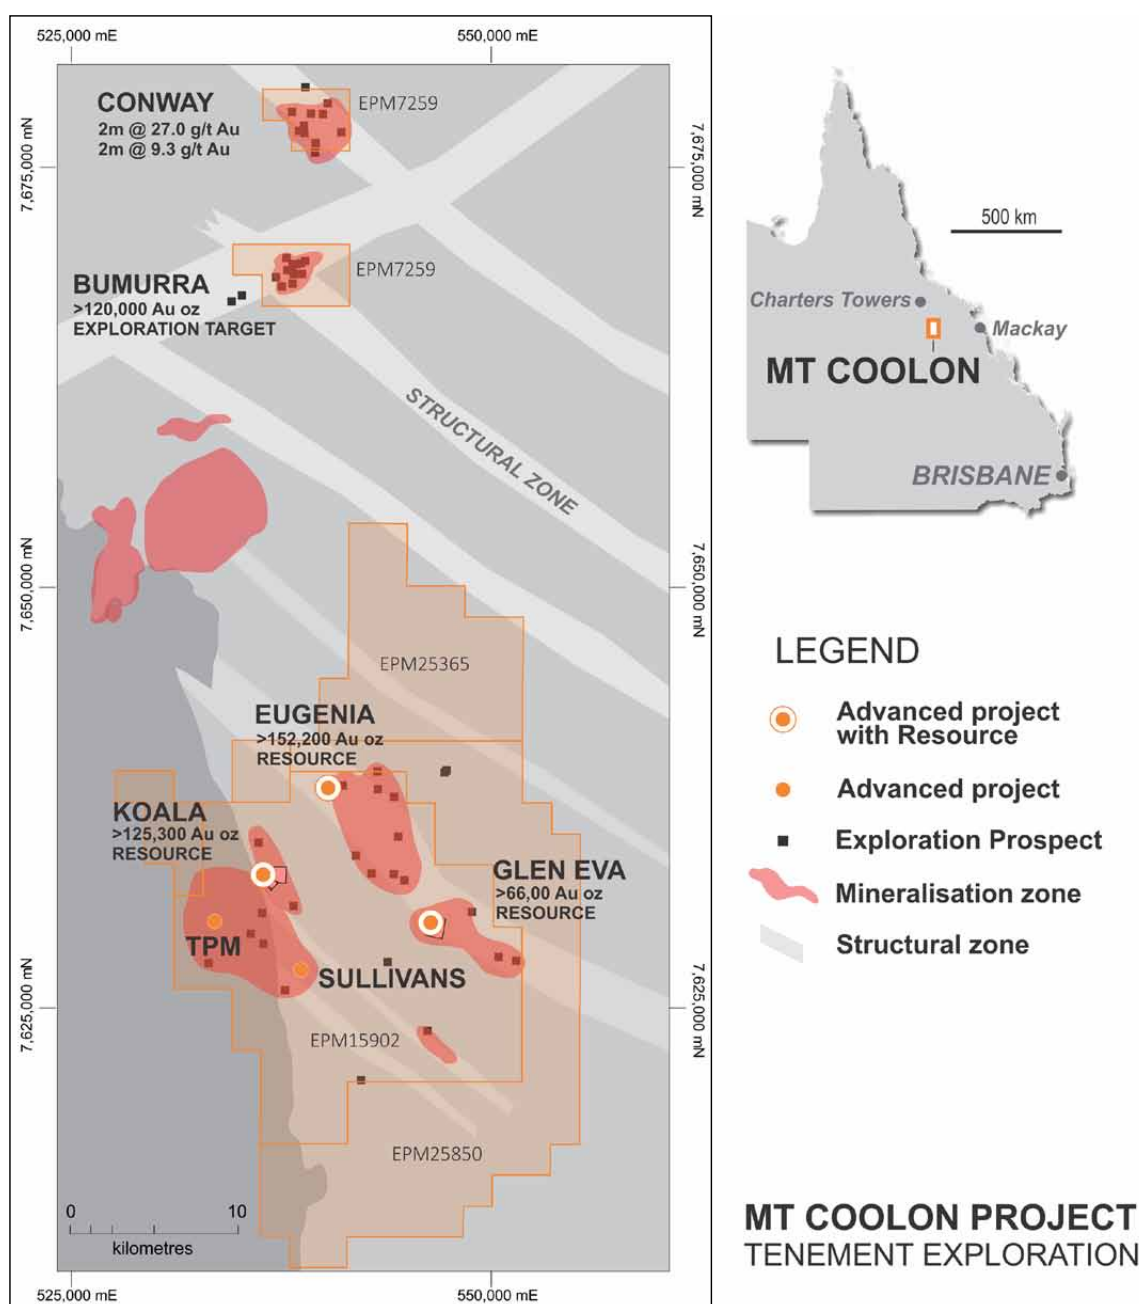 525,000 mE
550,000 mE
CONWAY
2m @ 27.0 g/t Au
2m @ 9.3 g/t Au
EPM7259
7,675,000 mN
7,675,000 mN
BUMURRA
>120,000 Au oz
EXPLORATION TARGET
EPM7259
STRUCTURAL ZONE
7,650,000 mN
7,650,000 mN
EPM25365
EUGENIA
>152,200 Au oz
RESOURCE
KOALA
>125,300 Au oz
RESOURCE
GLEN EVA
>66,00 Au oz
RESOURCE
TPM
SULLIVANS
7,625,000 mN
7,625,000 mN
EPM15902
EPM25850
0
10
kilometres
525,000 mE
550,000 mE
500 km
Charters Towers
Mackay
MT COOLON
BRISBANE
LEGEND
Advanced project
with Resource
Advanced project
Exploration Prospect
Mineralisation zone
Structural zone
MT COOLON PROJECT
TENEMENT EXPLORATION